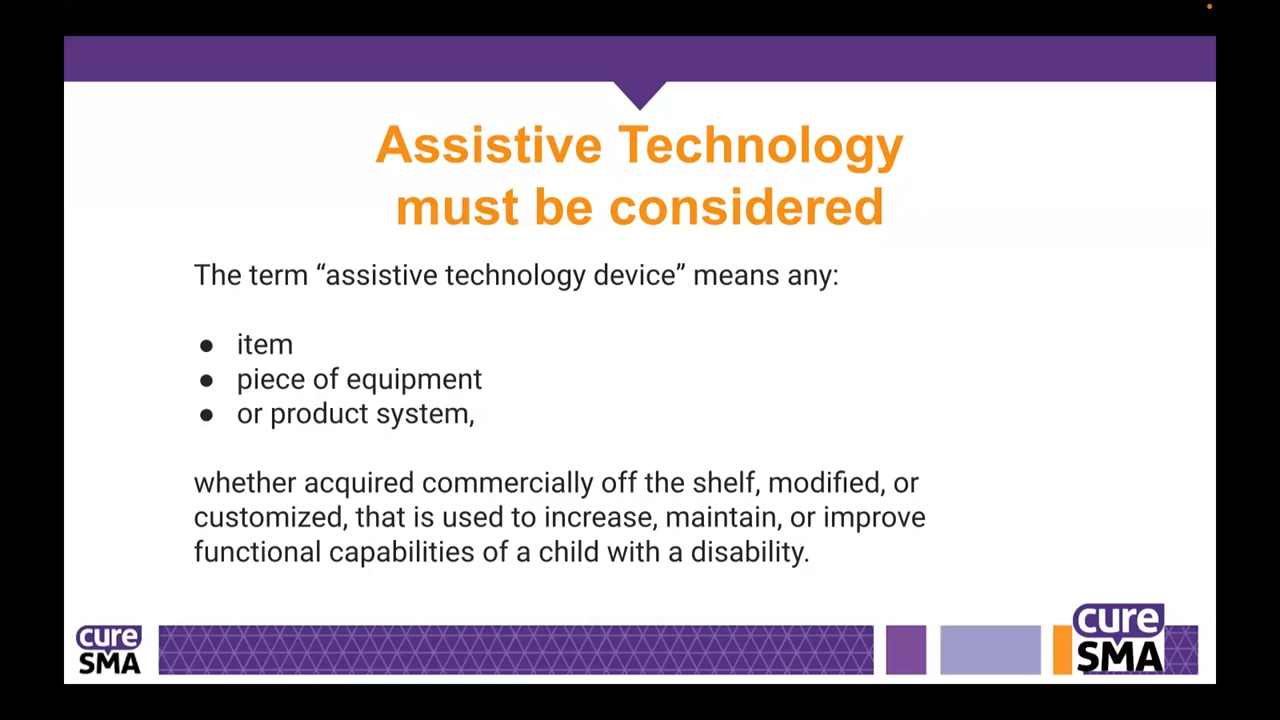 Assistive Technology
must be considered
The term “assistive technology device” means any:
● item
● piece of equipment
● or product system,
whether acquired commercially off the shelf, modified, or
customized, that is used to increase, maintain, or improve
functional capabilities of a child with a disability.
cure
SMA
cure
SMA